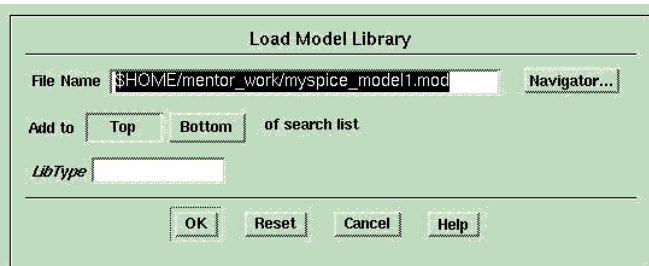 Load Model Library
File Name $HOME/mentor_work/myspice_model1.mod Navigator...
Add to Top Bottom of search list
LibType
OK Reset Cancel Help